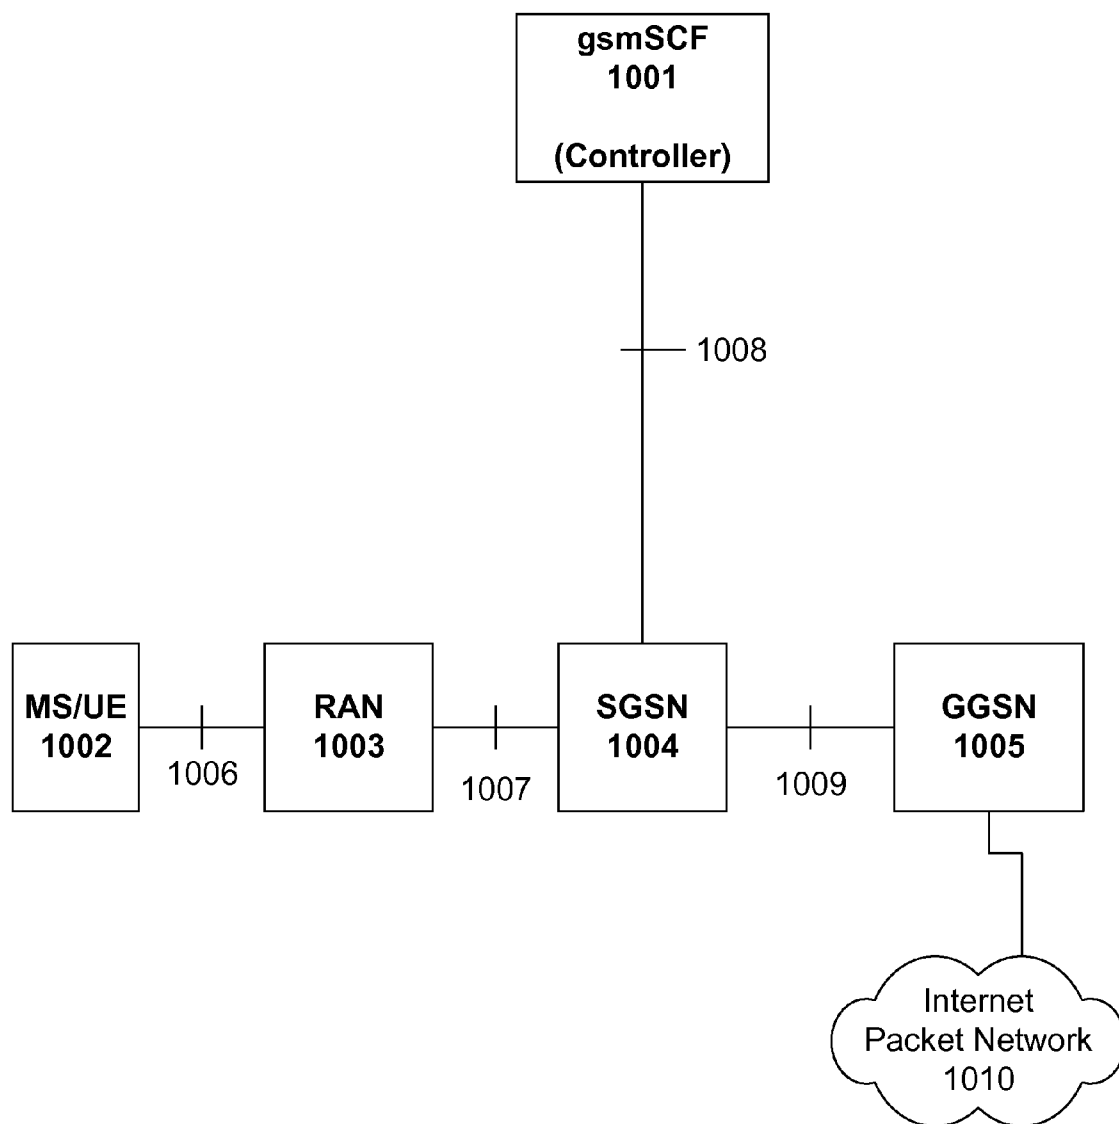 gsmSCF
1001
(Controller)
1008
MS/UE
1002
1006
RAN
1003
1007
SGSN
1004
1009
GGSN
1005
Internet
Packet Network
1010